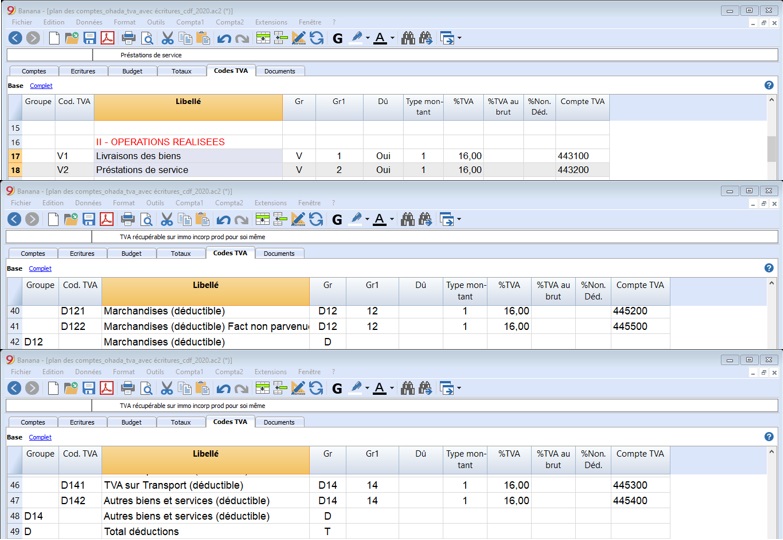 Banana - [plan des comptes_ohada_tva_avec écritures_cdf_2020.ac2 (*)]
Fichier Edition Données Format Outils Compta1 Compta2 Extensions Fenêtre ?
G A
Préstations de service
Comptes Ecritures Budget Totaux Codes TVA Documents
Base Complet
Groupe Cod. TVA Libellé Gr Gr1 Dû Type mon-tant %TVA %TVA au brut %Non. Déd. Compte TVA
15
16 II - OPERATIONS REALISEES
17 V1 Livraisons des biens V 1 Oui 1 16,00 443100
18 V2 Préstations de service V 2 Oui 1 16,00 443200
Banana - [plan des comptes_ohada_tva_avec écritures_cdf_2020.ac2 (*)]
Fichier Edition Données Format Outils Compta1 Compta2 Extensions Fenêtre ?
G A
TVA récupérable sur immo incorp prod pour soi même
Comptes Ecritures Budget Totaux Codes TVA Documents
Base Complet
Groupe Cod. TVA Libellé Gr Gr1 Dû Type mon-tant %TVA %TVA au brut %Non. Déd. Compte TVA
40 D121 Marchandises (déductible) D12 12 1 16,00 445200
41 D122 Marchandises (déductible) Fact non parvenue D12 12 1 16,00 445500
42 D12 Marchandises (déductible) D
Banana - [plan des comptes_ohada_tva_avec écritures_cdf_2020.ac2 (*)]
Fichier Edition Données Format Outils Compta1 Compta2 Extensions Fenêtre ?
G A
TVA récupérable sur immo incorp prod pour soi même
Comptes Ecritures Budget Totaux Codes TVA Documents
Base Complet
Groupe Cod. TVA Libellé Gr Gr1 Dû Type mon-tant %TVA %TVA au brut %Non. Déd. Compte TVA
46 D141 TVA sur Transport (déductible) D14 14 1 16,00 445300
47 D142 Autres biens et services (déductible) D14 14 1 16,00 445400
48 D14 Autres biens et services (déductible) D
49 D Total déductions T